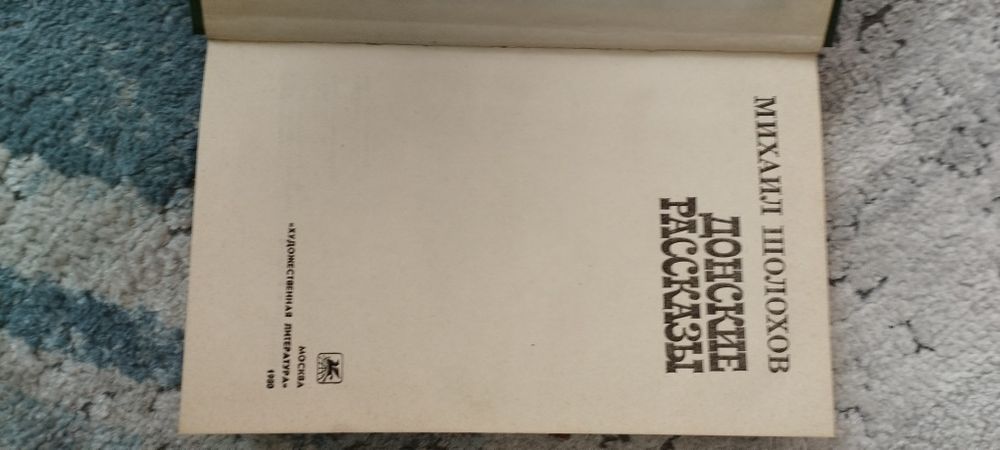 МИХАИЛ ШОЛОХОВ
ДОНСКИЕ
РАССКАЗЫ
МОСКВА
«ХУДОЖЕСТВЕННАЯ ЛИТЕРАТУРА»
1980